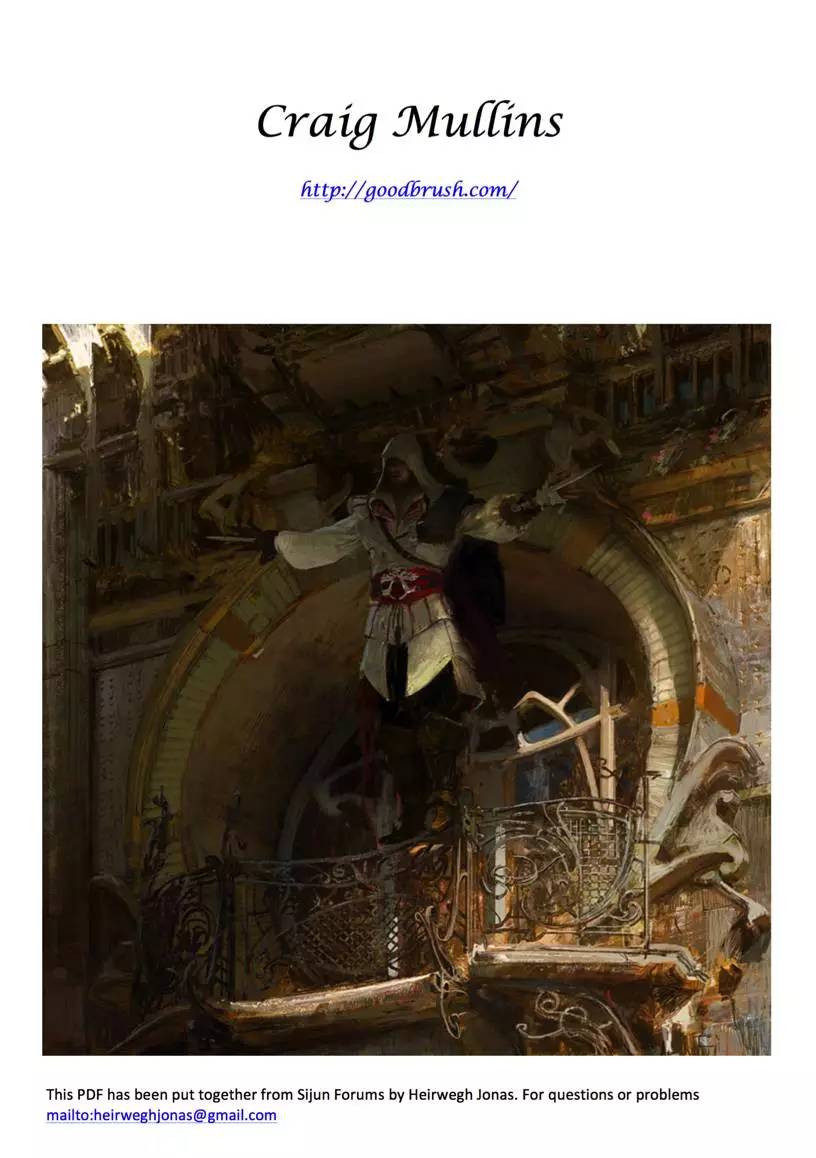 Craig Mullins
http://goodbrush.com/
This PDF has been put together from Sijun Forums by Heirwegh Jonas. For questions or problems
mailto:heirweghjonas@gmail.com